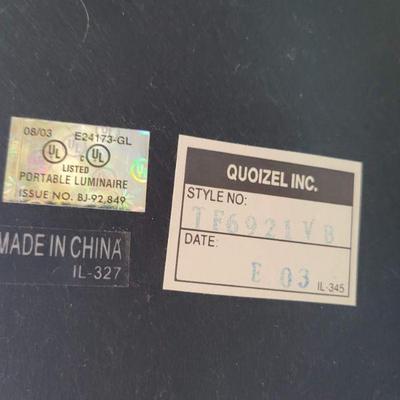 08/03 E24173-GL
UL c UL
LISTED
PORTABLE LUMINAIRE
ISSUE NO. BJ-92,849
MADE IN CHINA
IL-327
QUOIZEL INC.
STYLE NO:
TF6921VB
DATE:
E 03
IL-345